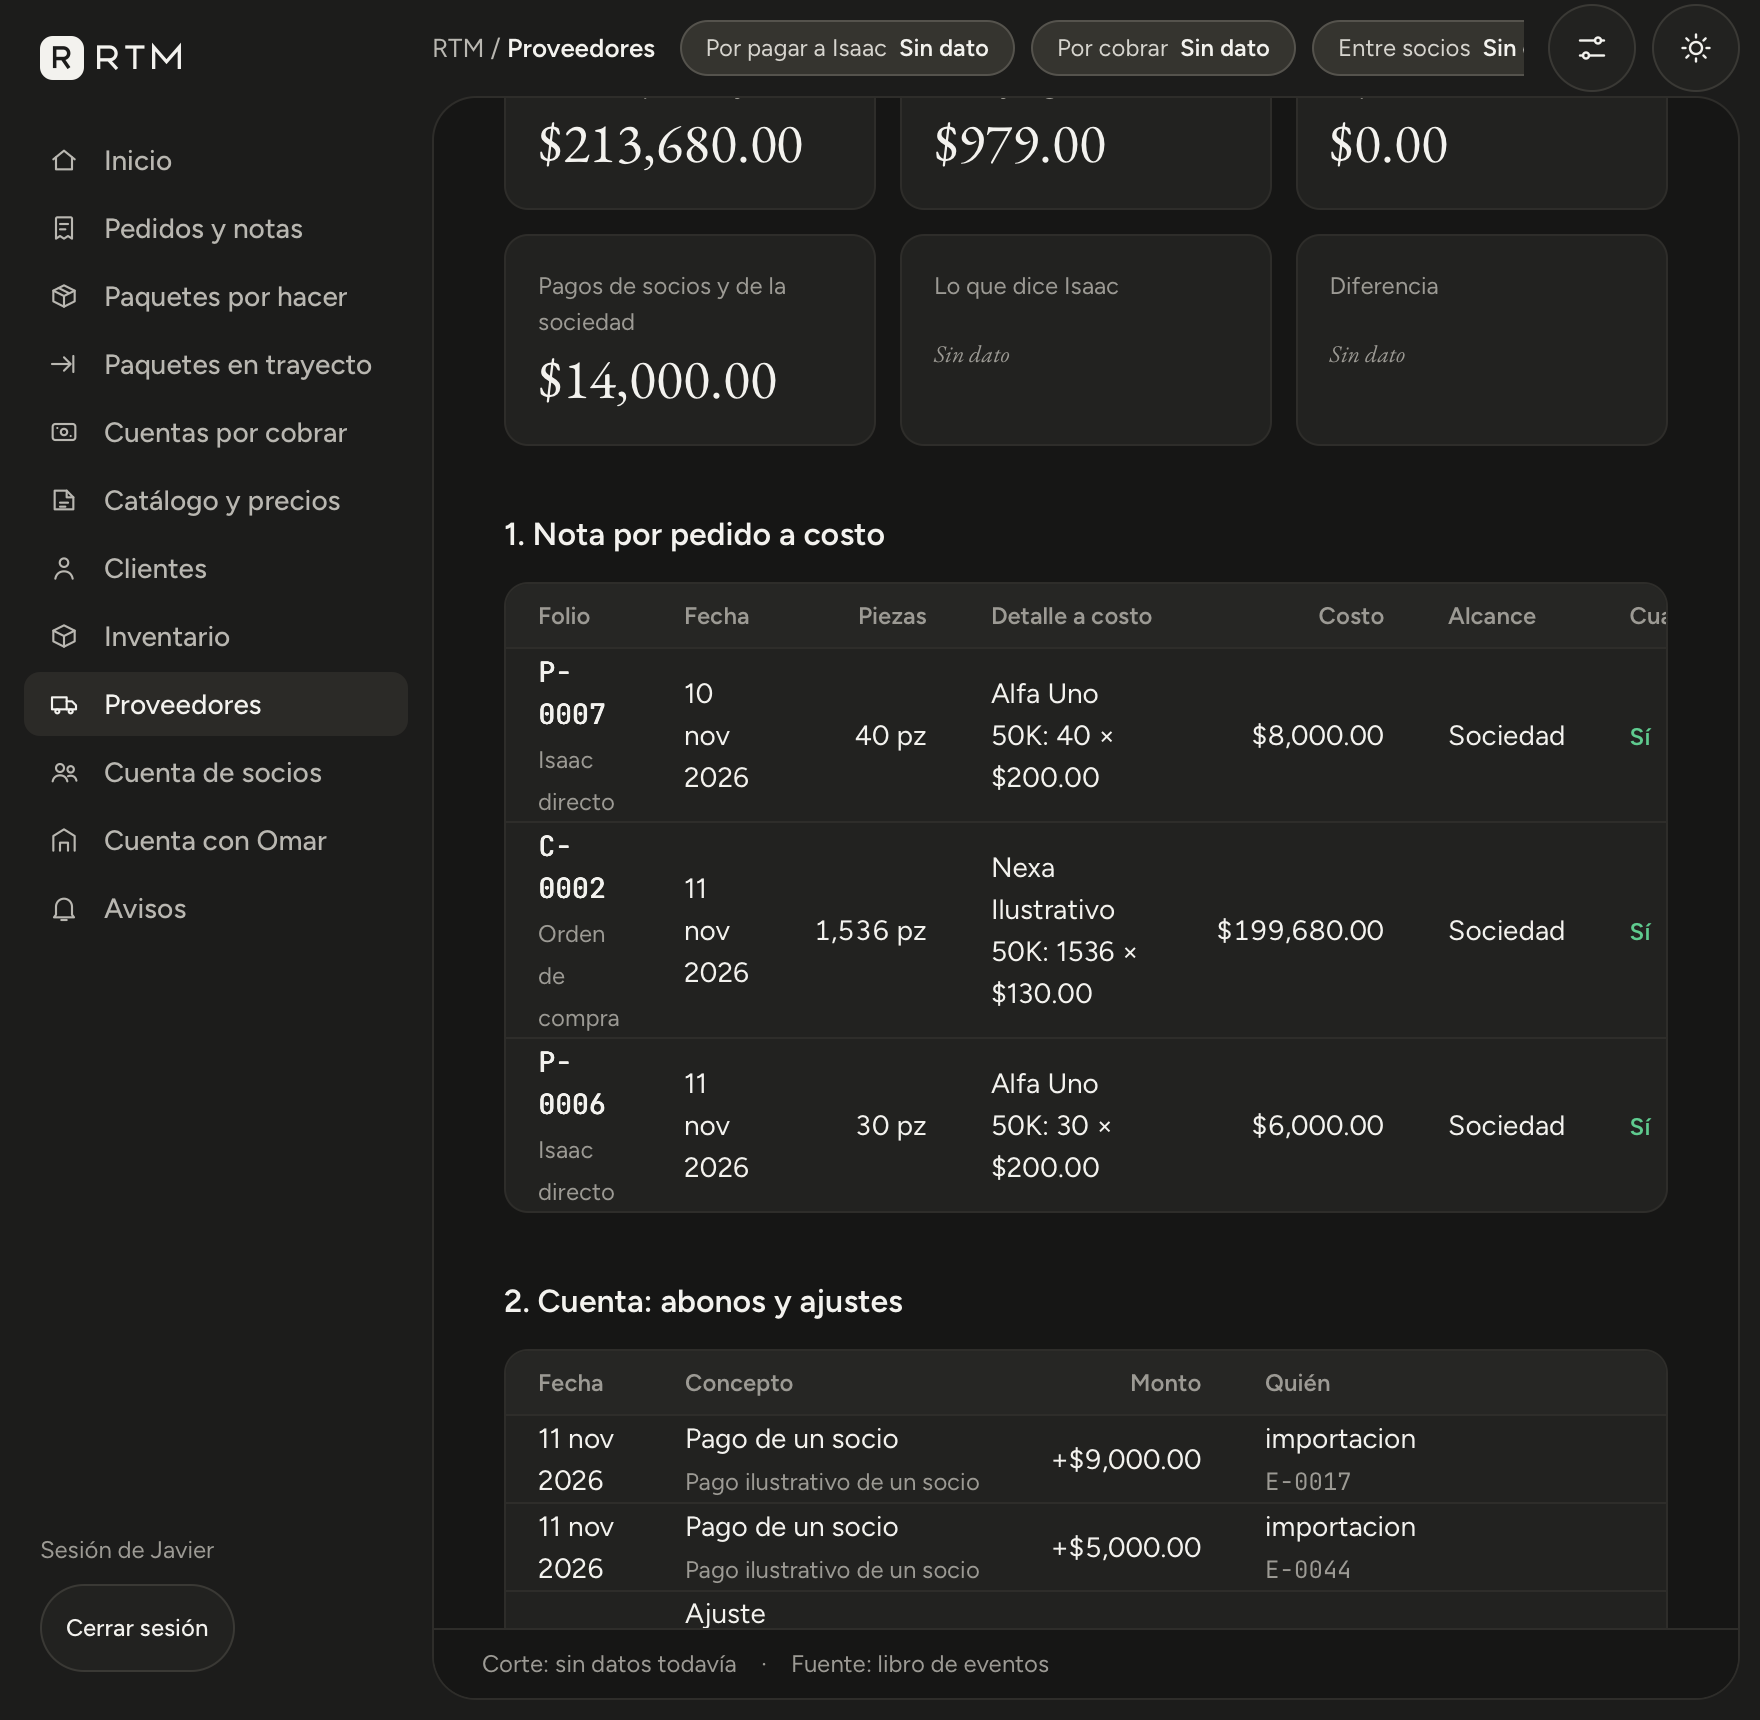 R RTM
RTM / Proveedores
Por pagar a Isaac Sin dato
Por cobrar Sin dato
Entre socios Sin
Inicio
Pedidos y notas
Paquetes por hacer
Paquetes en trayecto
Cuentas por cobrar
Catálogo y precios
Clientes
Inventario
Proveedores
Cuenta de socios
Cuenta con Omar
Avisos
Sesión de Javier
Cerrar sesión
$213,680.00
$979.00
$0.00
Pagos de socios y de la
sociedad
$14,000.00
Lo que dice Isaac
Sin dato
Diferencia
Sin dato
1. Nota por pedido a costo
Folio Fecha Piezas Detalle a costo Costo Alcance
P-
0007
Isaac
directo
10
nov
2026
40 pz
Alfa Uno
50K: 40 ×
$200.00
$8,000.00
Sociedad
Sí
C-
0002
Orden
de
compra
11
nov
2026
1,536 pz
Nexa
Ilustrativo
50K: 1536 ×
$130.00
$199,680.00
Sociedad
Sí
P-
0006
Isaac
directo
11
nov
2026
30 pz
Alfa Uno
50K: 30 ×
$200.00
$6,000.00
Sociedad
Sí
2. Cuenta: abonos y ajustes
Fecha Concepto Monto Quién
11 nov
2026
Pago de un socio
Pago ilustrativo de un socio
+$9,000.00
importacion
E-0017
11 nov
2026
Pago de un socio
Pago ilustrativo de un socio
+$5,000.00
importacion
E-0044
Ajuste
Corte: sin datos todavía · Fuente: libro de eventos